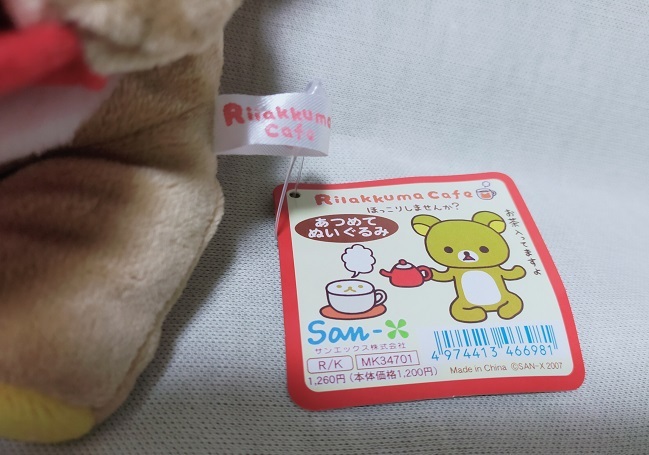 Rilakkuma
Cafe
Rilakkuma Cafe
ほっこりしませんか?
あつめて
ぬいぐるみ
お茶入ってますよ
San-X
サンエックス株式会社
R/K MK34701
1,260円(本体価格1,200円)
4 974413 466981
Made in China ©SAN-X 2007